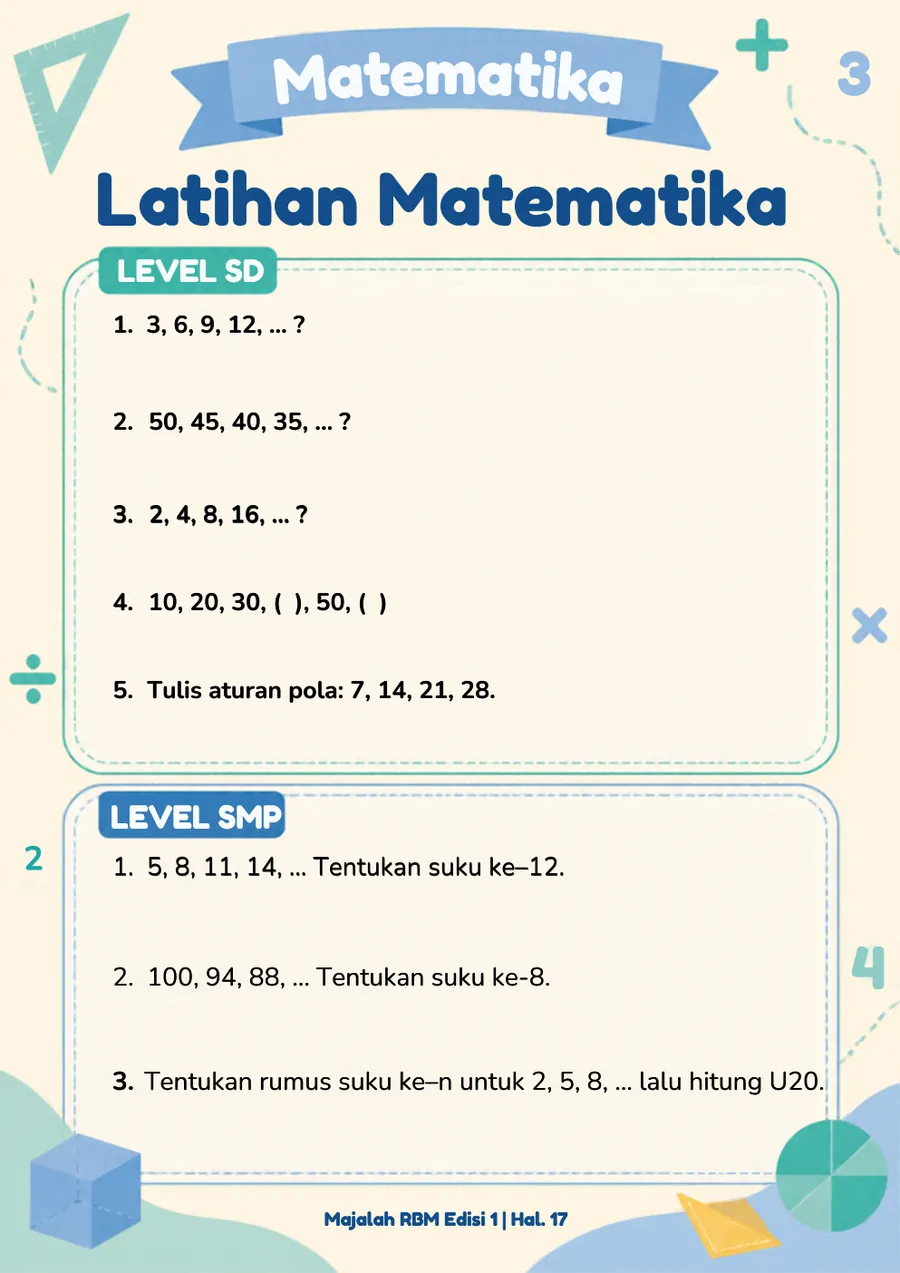 Matematika
3
Latihan Matematika
LEVEL SD
1. 3, 6, 9, 12, ... ?
2. 50, 45, 40, 35, ... ?
3. 2, 4, 8, 16, ... ?
4. 10, 20, 30, ( ), 50, ( )
5. Tulis aturan pola: 7, 14, 21, 28.
LEVEL SMP
2
1. 5, 8, 11, 14, ... Tentukan suku ke–12.
2. 100, 94, 88, ... Tentukan suku ke-8.
4
3. Tentukan rumus suku ke–n untuk 2, 5, 8, ... lalu hitung U20.
Majalah RBM Edisi 1 | Hal. 17